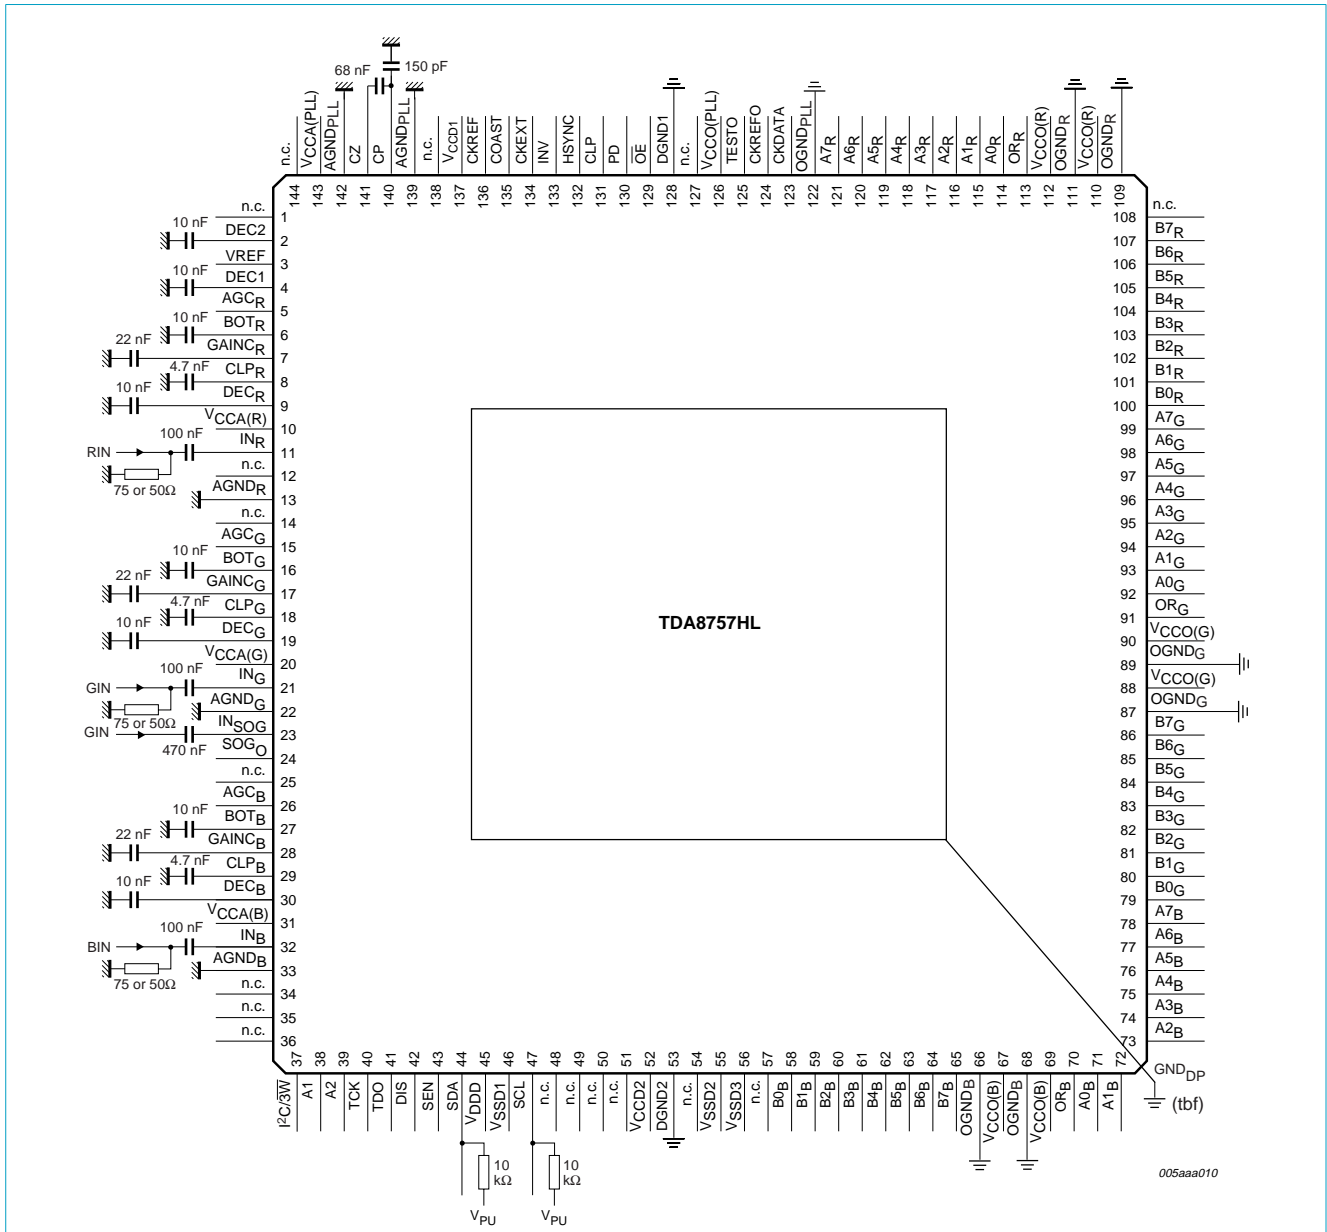 68 nF
150 pF
n.c.
VCCA(PLL)
AGNDPLL
CZ
CP
AGNDPLL
n.c.
VCCD1
CKREF
COAST
CKEXT
INV
HSYNC
CLP
PD
OE
DGND1
n.c.
VCCO(PLL)
TESTO
CKREFO
CKDATA
OGNDPLL
A7R
A6R
A5R
A4R
A3R
A2R
A1R
A0R
ORR
VCCO(R)
OGNDR
VCCO(R)
OGNDR
144 143 142 141 140 139 138 137 136 135 134 133 132 131 130 129 128 127 126 125 124 123 122 121 120 119 118 117 116 115 114 113 112 111 110 109
n.c. 1
10 nF DEC2 2
VREF 3
10 nF DEC1 4
AGCR 5
10 nF BOTR 6
22 nF GAINCR 7
4.7 nF CLPR 8
10 nF DECR 9
VCCA(R) 10
RIN 100 nF INR 11
75 or 50Ω n.c. 12
AGNDR 13
n.c. 14
AGCG 15
10 nF BOTG 16
22 nF GAINCG 17
4.7 nF CLPG 18
10 nF DECG 19
VCCA(G) 20
GIN 100 nF ING 21
75 or 50Ω AGNDG 22
GIN 470 nF INSOG 23
SOGO 24
n.c. 25
AGCB 26
10 nF BOTB 27
22 nF GAINCB 28
4.7 nF CLPB 29
10 nF DECB 30
VCCA(B) 31
BIN 100 nF INB 32
75 or 50Ω AGNDB 33
n.c. 34
n.c. 35
n.c. 36
TDA8757HL
108 n.c.
107 B7R
106 B6R
105 B5R
104 B4R
103 B3R
102 B2R
101 B1R
100 B0R
99 A7G
98 A6G
97 A5G
96 A4G
95 A3G
94 A2G
93 A1G
92 A0G
91 ORG
90 VCCO(G)
89 OGNDG
88 VCCO(G)
87 OGNDG
86 B7G
85 B6G
84 B5G
83 B4G
82 B3G
81 B2G
80 B1G
79 B0G
78 A7B
77 A6B
76 A5B
75 A4B
74 A3B
73 A2B
37 38 39 40 41 42 43 44 45 46 47 48 49 50 51 52 53 54 55 56 57 58 59 60 61 62 63 64 65 66 67 68 69 70 71 72
I²C/3W
A1
A2
TCK
TDO
DIS
SEN
SDA
VDDD
VSSD1
SCL
n.c.
n.c.
n.c.
n.c.
VCCD2
DGND2
n.c.
VSSD2
VSSD3
n.c.
B0B
B1B
B2B
B3B
B4B
B5B
B6B
B7B
OGNDB
VCCO(B)
OGNDB
VCCO(B)
ORB
A0B
A1B
GNDDP
(tbf)
10 kΩ
10 kΩ
VPU
VPU
005aaa010